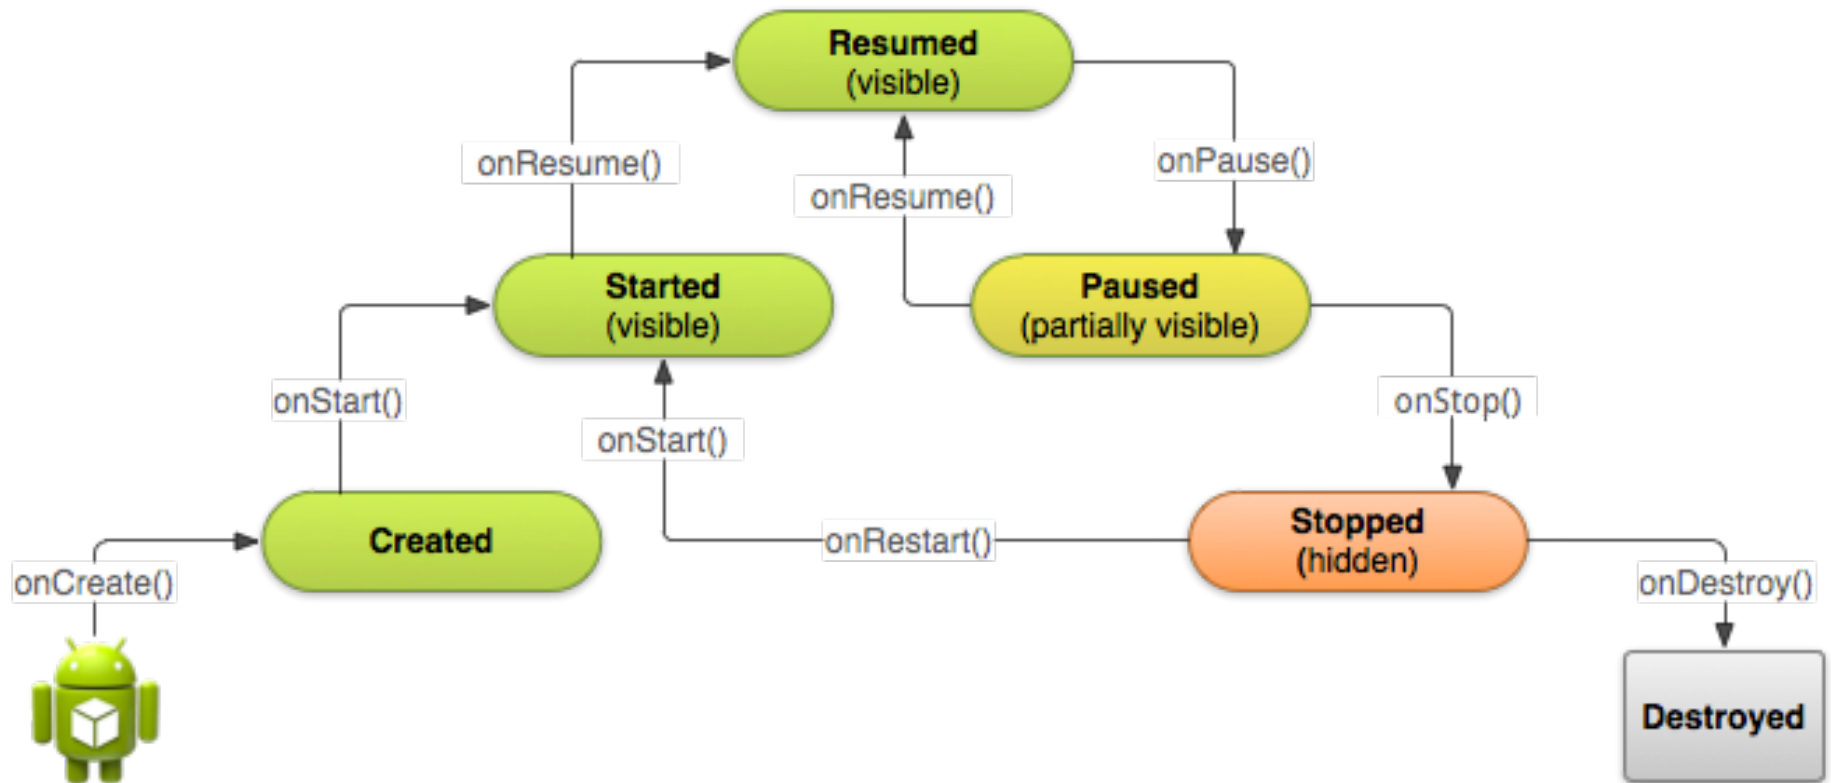 Resumed
(visible)
onResume()
onPause()
onResume()
Started
(visible)
Paused
(partially visible)
onStart()
onStop()
onStart()
Created
onRestart()
Stopped
(hidden)
onCreate()
onDestroy()
Destroyed